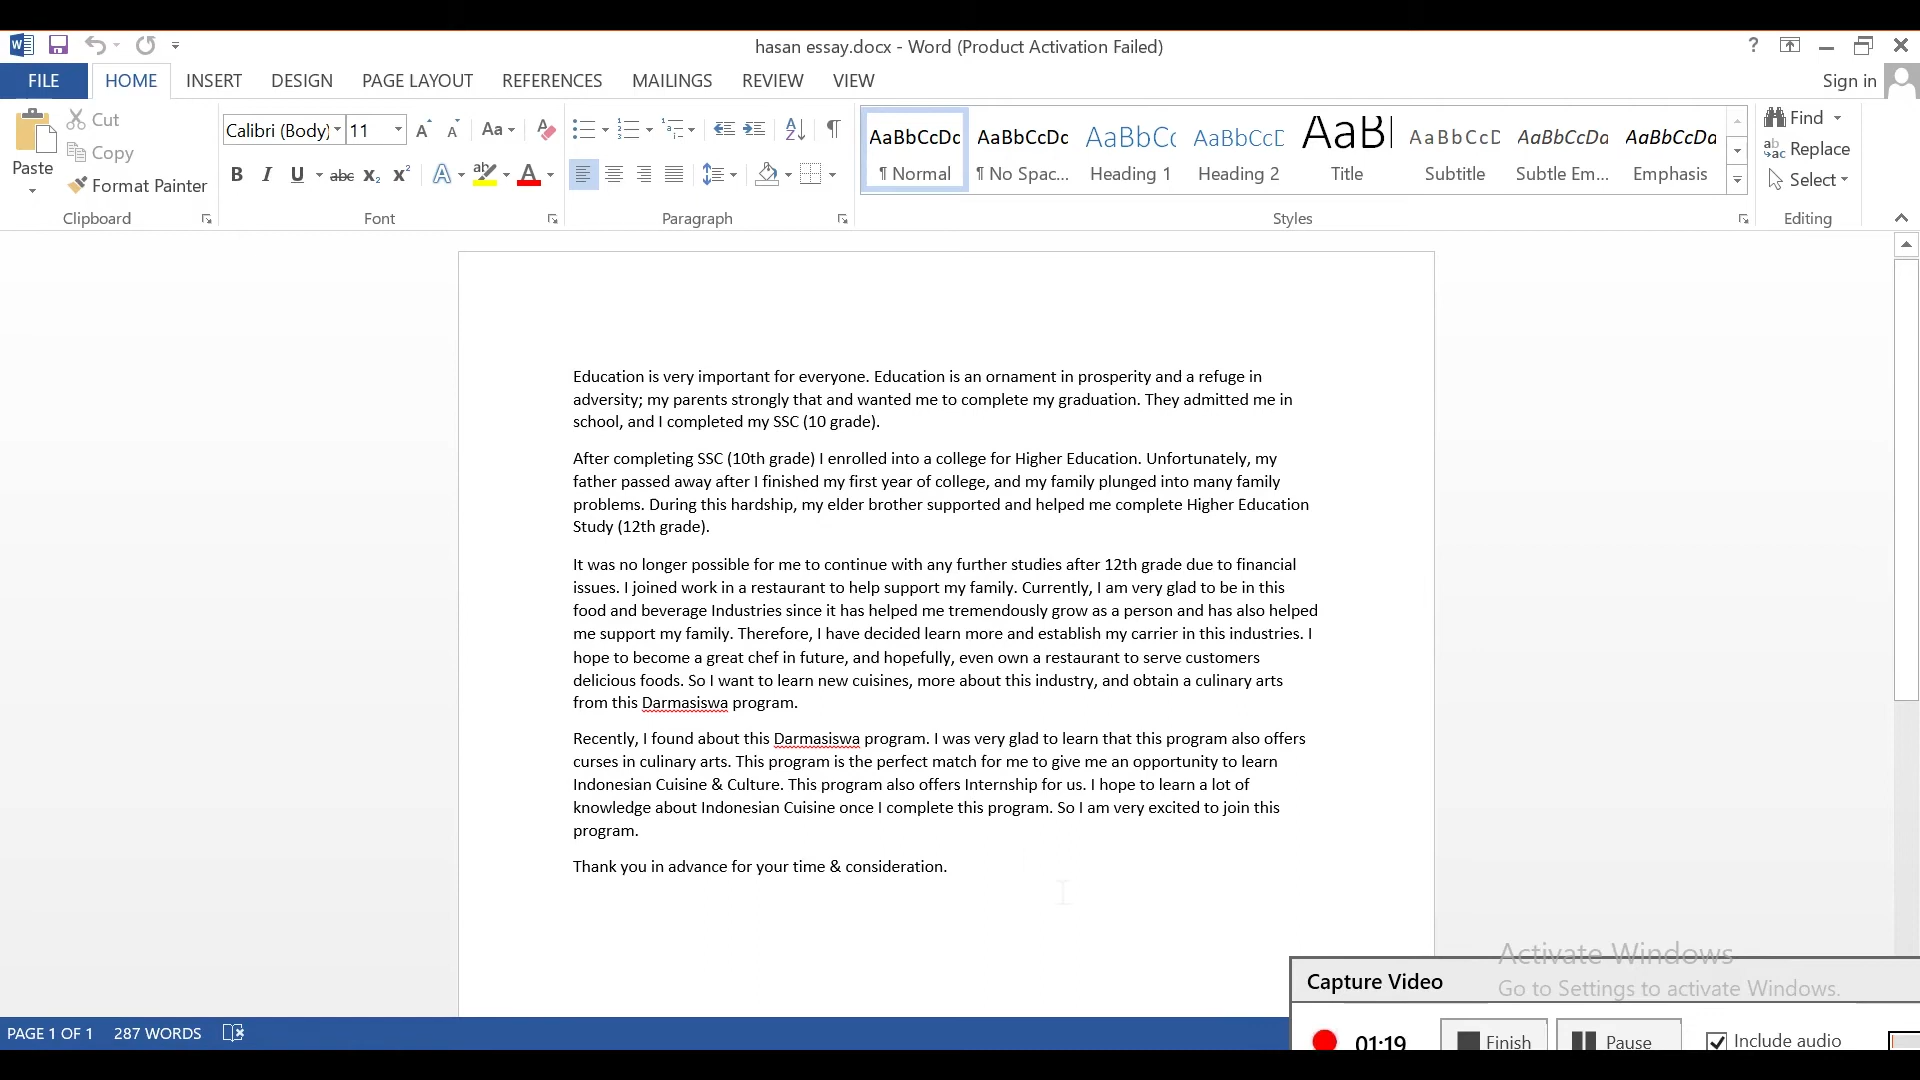 hasan essay.docx - Word (Product Activation Failed)
?
FILE HOME INSERT DESIGN PAGE LAYOUT REFERENCES MAILINGS REVIEW VIEW
Sign in
Cut
Copy
Paste
Format Painter
Clipboard
Calibri (Body)
11
Aa
B I U abc x₂ x² A A
Font
Paragraph
AaBbCcDc AaBbCcDc AaBbC AaBbCcD AaB AaBbCcD AaBbCcDa AaBbCcDa
¶ Normal ¶ No Spac... Heading 1 Heading 2 Title Subtitle Subtle Em... Emphasis
Styles
Find
Replace
Select
Editing
Education is very important for everyone. Education is an ornament in prosperity and a refuge in
adversity; my parents strongly that and wanted me to complete my graduation. They admitted me in
school, and I completed my SSC (10 grade).
After completing SSC (10th grade) I enrolled into a college for Higher Education. Unfortunately, my
father passed away after I finished my first year of college, and my family plunged into many family
problems. During this hardship, my elder brother supported and helped me complete Higher Education
Study (12th grade).
It was no longer possible for me to continue with any further studies after 12th grade due to financial
issues. I joined work in a restaurant to help support my family. Currently, I am very glad to be in this
food and beverage Industries since it has helped me tremendously grow as a person and has also helped
me support my family. Therefore, I have decided learn more and establish my carrier in this industries. I
hope to become a great chef in future, and hopefully, even own a restaurant to serve customers
delicious foods. So I want to learn new cuisines, more about this industry, and obtain a culinary arts
from this Darmasiswa program.
Recently, I found about this Darmasiswa program. I was very glad to learn that this program also offers
curses in culinary arts. This program is the perfect match for me to give me an opportunity to learn
Indonesian Cuisine & Culture. This program also offers Internship for us. I hope to learn a lot of
knowledge about Indonesian Cuisine once I complete this program. So I am very excited to join this
program.
Thank you in advance for your time & consideration.
Activate Windows
Go to Settings to activate Windows.
Capture Video
01:19 Finish Pause Include audio
PAGE 1 OF 1 287 WORDS